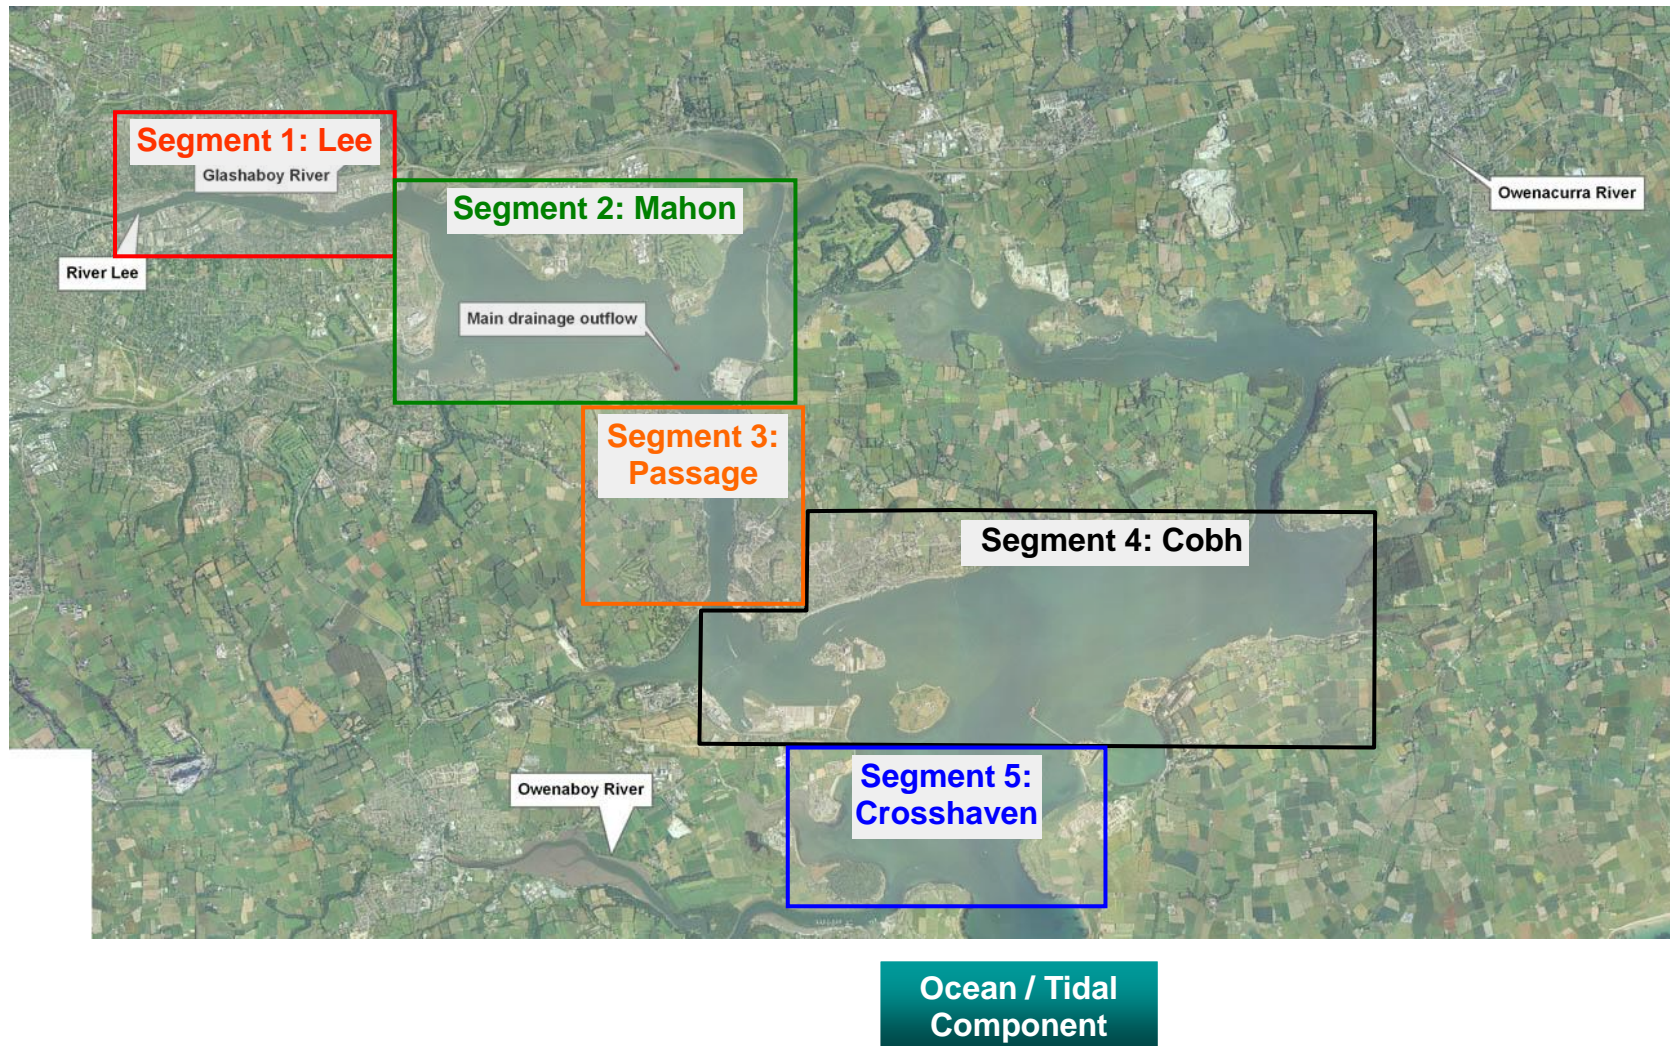 Segment 1: Lee
Glashaboy River
Segment 2: Mahon
Owenacurra River
River Lee
Main drainage outflow
Segment 3:
Passage
Segment 4: Cobh
Owenaboy River
Segment 5:
Crosshaven
Ocean / Tidal
Component